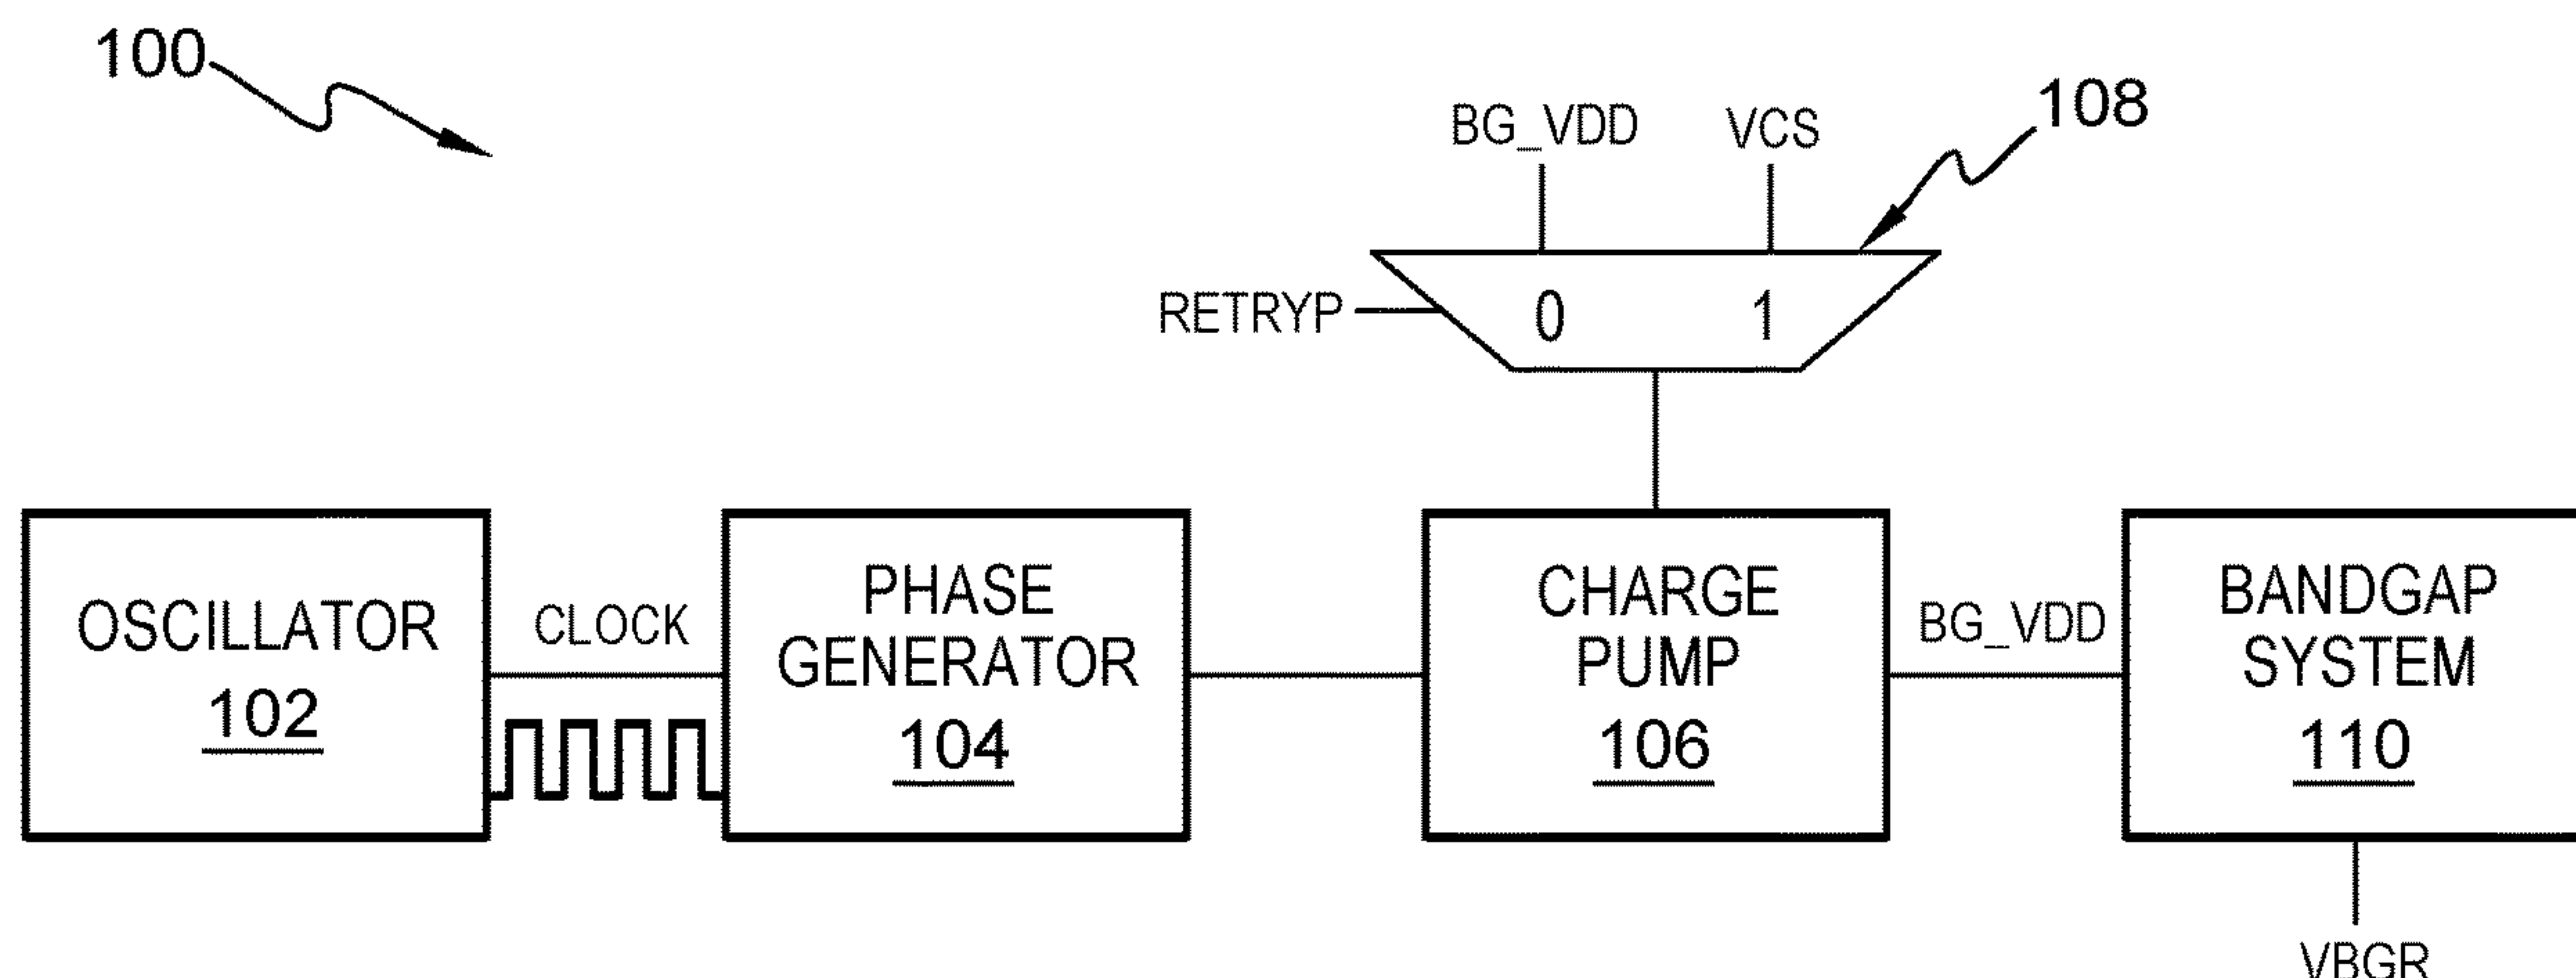 100
BG_VDD
VCS
108
RETRYP
0
1
OSCILLATOR
102
CLOCK
PHASE
GENERATOR
104
CHARGE
PUMP
106
BG_VDD
BANDGAP
SYSTEM
110
VBGR